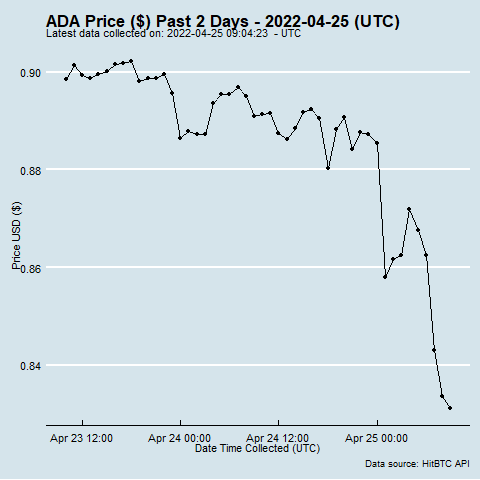 ADA Price ($) Past 2 Days - 2022-04-25 (UTC)
Latest data collected on: 2022-04-25 09:04:23  - UTC
0.90
0.88
0.86
0.84
Price USD ($)
Apr 23 12:00
Apr 24 00:00
Apr 24 12:00
Apr 25 00:00
Date Time Collected (UTC)
Data source: HitBTC API